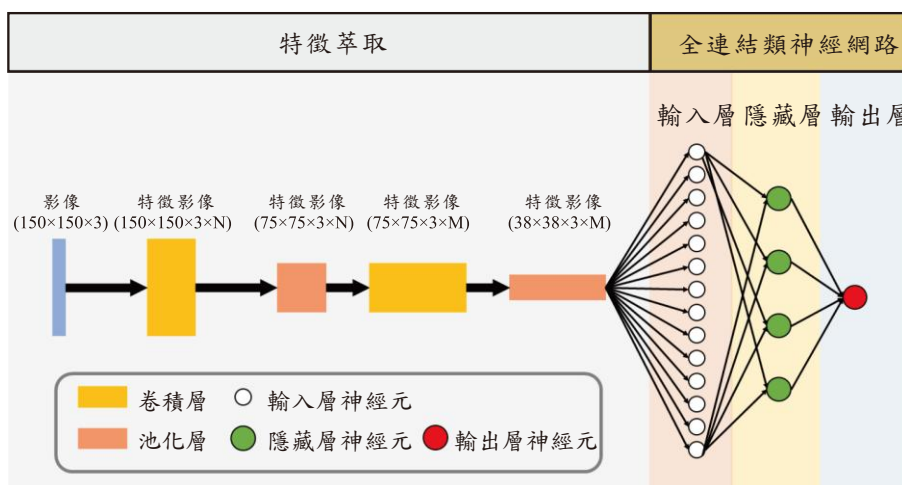 特徵萃取
全連結類神經網路
輸入層 隱藏層 輸出層
影像
(150×150×3)
特徵影像
(150×150×3×N)
特徵影像
(75×75×3×N)
特徵影像
(75×75×3×M)
特徵影像
(38×38×3×M)
卷積層
輸入層神經元
池化層
隱藏層神經元
輸出層神經元